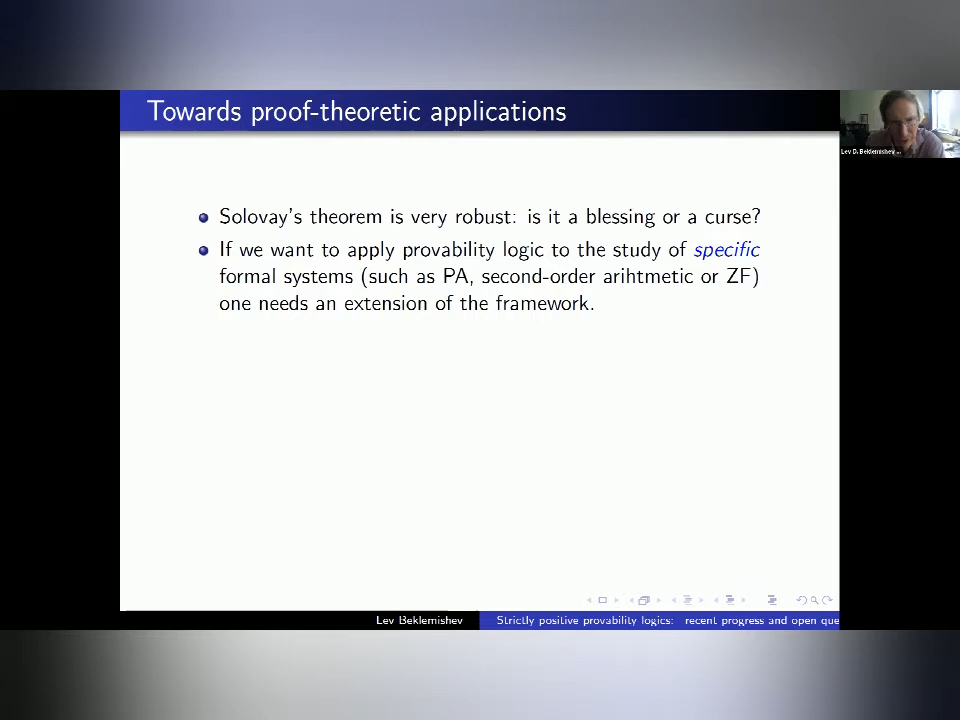 Towards proof-theoretic applications
Lev D. Beklemishev ...
Solovay's theorem is very robust: is it a blessing or a curse?
If we want to apply provability logic to the study of specific
formal systems (such as PA, second-order arihtmetic or ZF)
one needs an extension of the framework.
Lev Beklemishev
Strictly positive provability logics: recent progress and open que